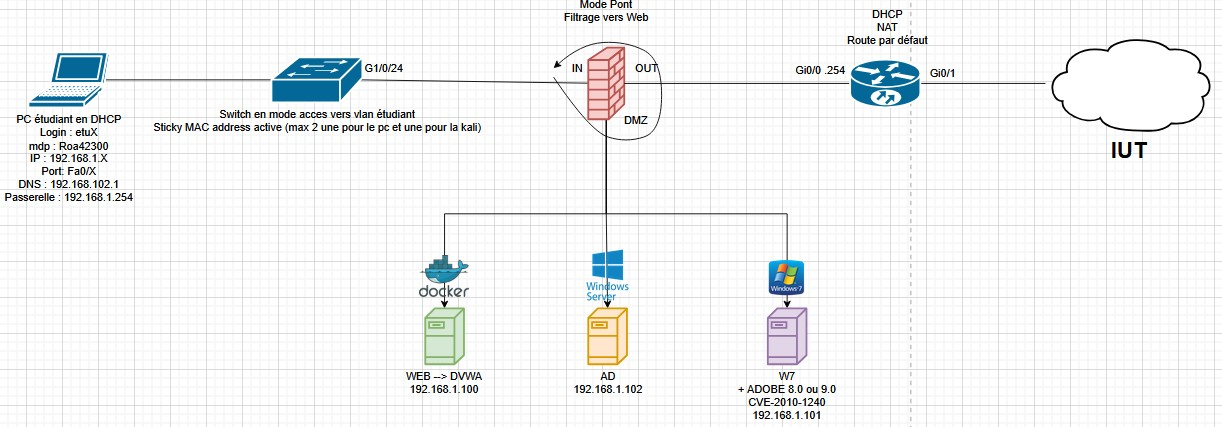 Mode Pont
Filtrage vers Web
DHCP
NAT
Route par défaut
G1/0/24
IN
OUT
DMZ
Gi0/0 .254
Gi0/1
IUT
PC étudiant en DHCP
Login : etuX
mdp : Roa42300
IP : 192.168.1.X
Port: Fa0/X
DNS : 192.168.102.1
Passerelle : 192.168.1.254
Switch en mode acces vers vlan étudiant
Sticky MAC address active (max 2 une pour le pc et une pour la kali)
docker
Windows
Server
Windows 7
WEB --> DVWA
192.168.1.100
AD
192.168.1.102
W7
+ ADOBE 8.0 ou 9.0
CVE-2010-1240
192.168.1.101